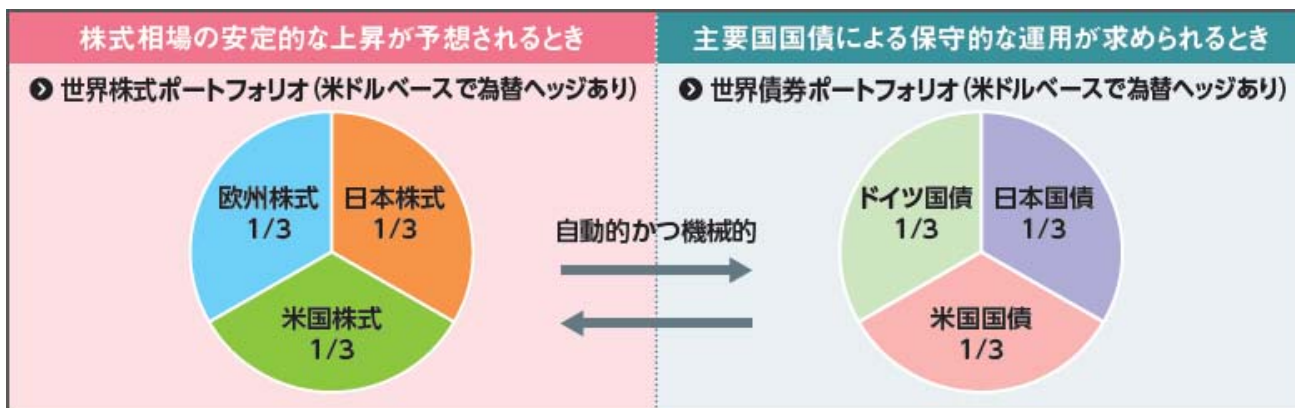 株式相場の安定的な上昇が予想されるとき
世界株式ポートフォリオ(米ドルベースで為替ヘッジあり)
欧州株式
1/3
日本株式
1/3
米国株式
1/3
自動的かつ機械的
主要国国債による保守的な運用が求められるとき
世界債券ポートフォリオ(米ドルベースで為替ヘッジあり)
ドイツ国債
1/3
日本国債
1/3
米国国債
1/3